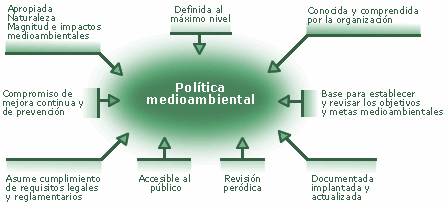 Apropiada
Naturaleza
Magnitud e impactos
medioambientales
Definida al
máximo nivel
Conocida y comprendida
por la organización
Política
medioambiental
Compromiso de
mejora continua y
de prevención
Base para establecer
y revisar los objetivos
y metas medioambientales
Asume cumplimiento
de requisitos legales
y reglamentarios
Accesible al
público
Revisión
peródica
Documentada
implantada y
actualizada